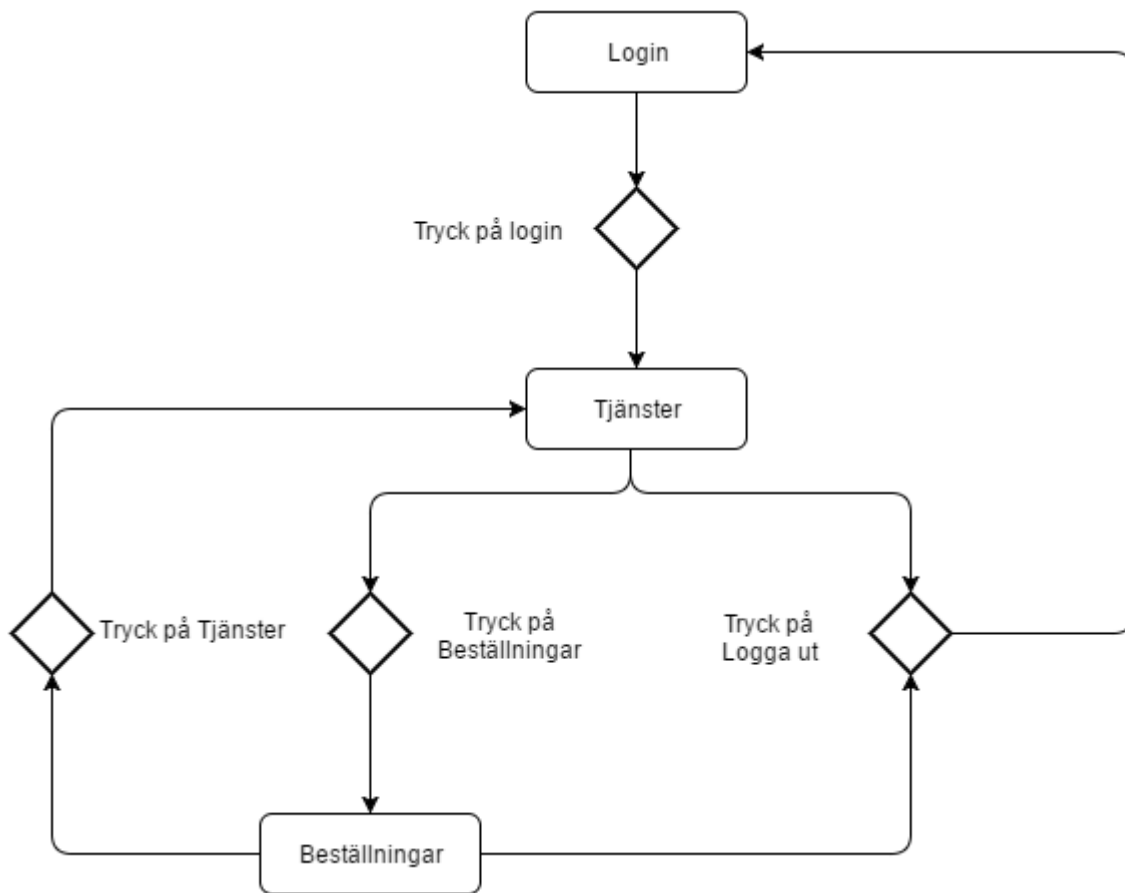 Login
Tryck på login
Tjänster
Tryck på Tjänster
Tryck på
Beställningar
Tryck på
Logga ut
Beställningar